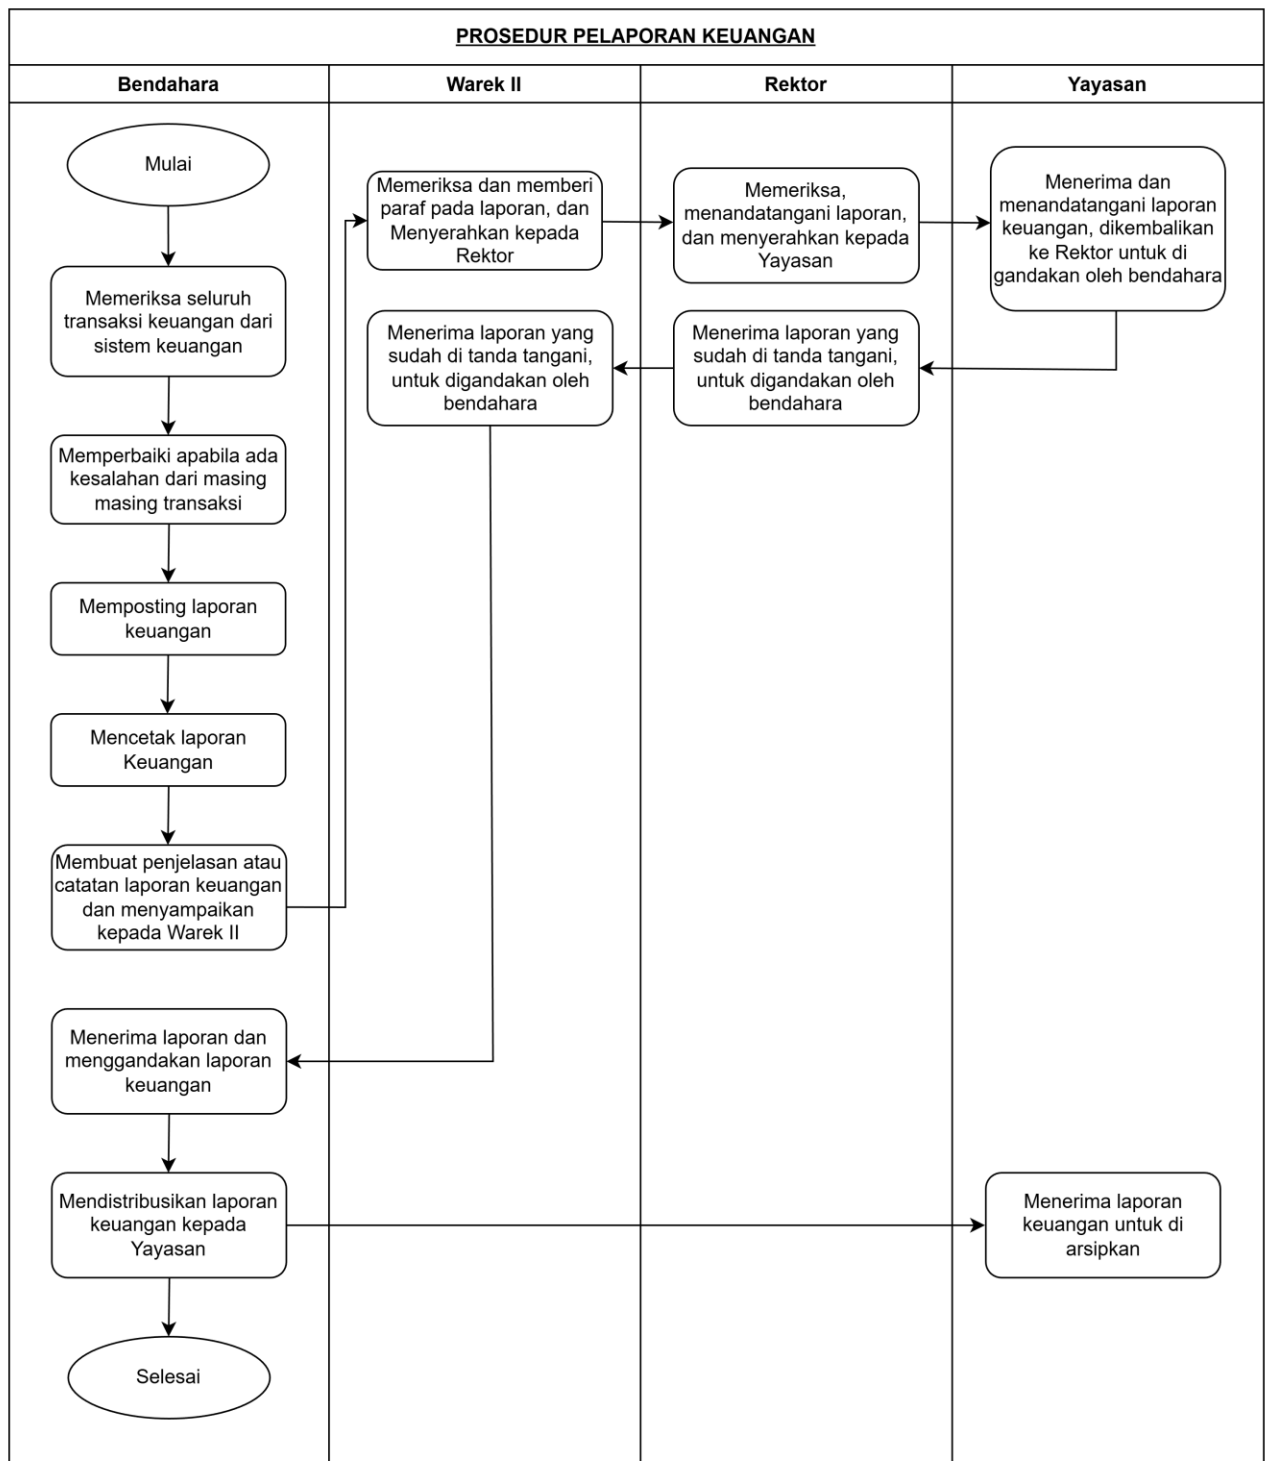 PROSEDUR PELAPORAN KEUANGAN
Bendahara
Warek II
Rektor
Yayasan
Mulai
Memeriksa seluruh
transaksi keuangan dari
sistem keuangan
Memperbaiki apabila ada
kesalahan dari masing
masing transaksi
Memposting laporan
keuangan
Mencetak laporan
Keuangan
Membuat penjelasan atau
catatan laporan keuangan
dan menyampaikan
kepada Warek II
Memeriksa dan memberi
paraf pada laporan, dan
Menyerahkan kepada
Rektor
Memeriksa,
menandatangani laporan,
dan menyerahkan kepada
Yayasan
Menerima dan
menandatangani laporan
keuangan, dikembalikan
ke Rektor untuk di
gandakan oleh bendahara
Menerima laporan yang
sudah di tanda tangani,
untuk digandakan oleh
bendahara
Menerima laporan yang
sudah di tanda tangani,
untuk digandakan oleh
bendahara
Menerima laporan dan
menggandakan laporan
keuangan
Mendistribusikan laporan
keuangan kepada
Yayasan
Menerima laporan
keuangan untuk di
arsipkan
Selesai